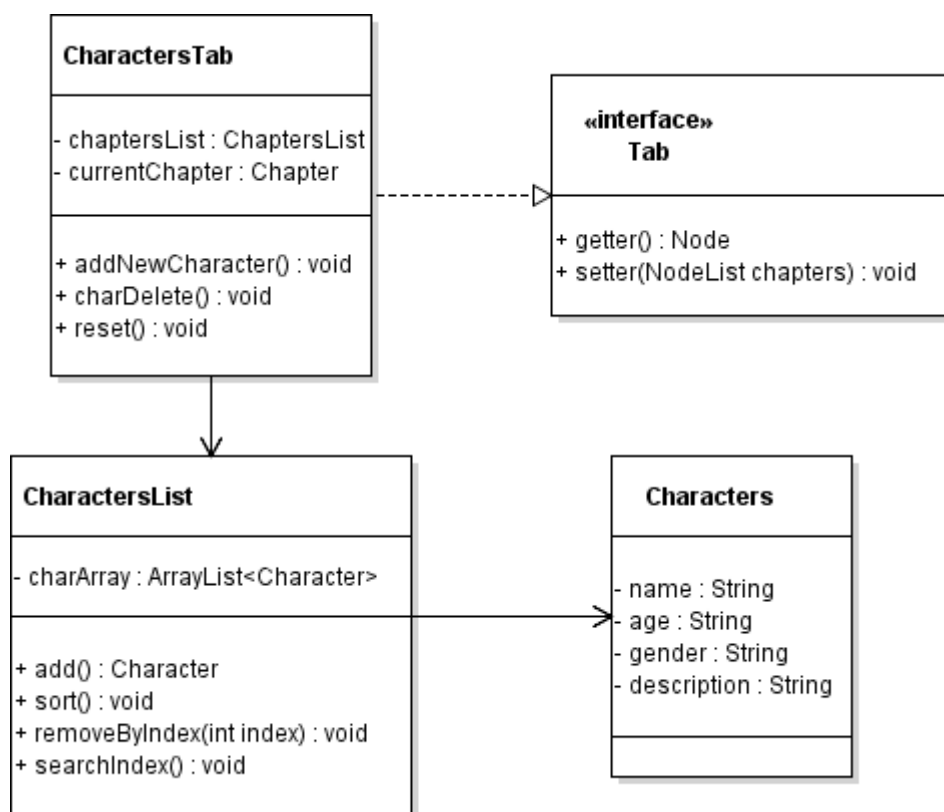 CharactersTab
- chaptersList : ChaptersList
- currentChapter : Chapter
+ addNewCharacter() : void
+ charDelete() : void
+ reset() : void
«interface»
Tab
+ getter() : Node
+ setter(NodeList chapters) : void
CharactersList
- charArray : ArrayList<Character>
+ add() : Character
+ sort() : void
+ removeByIndex(int index) : void
+ searchIndex() : void
Characters
- name : String
- age : String
- gender : String
- description : String